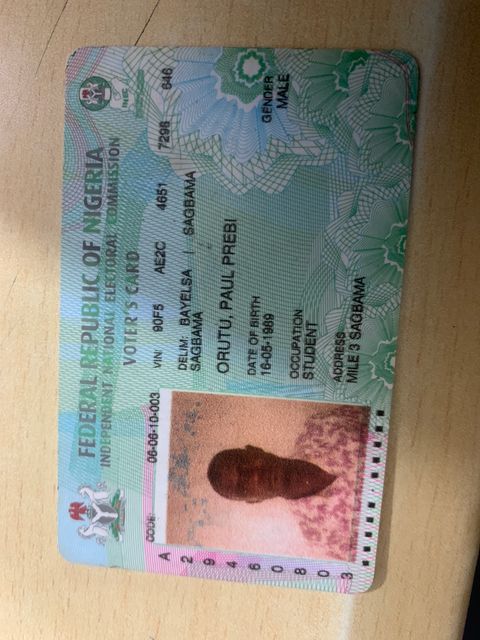 FEDERAL REPUBLIC OF NIGERIA
INDEPENDENT NATIONAL ELECTORAL COMMISSION
VOTER'S CARD
INEC
CODE: 06-06-10-003
VIN: 90F5 AE2C 4651 7296 646
DELIM: BAYELSA | SAGBAMA
SAGBAMA
ORUTU, PAUL PREBI
DATE OF BIRTH
16-05-1989
GENDER
MALE
OCCUPATION
STUDENT
ADDRESS
MILE 3 SAGBAMA
A29460803